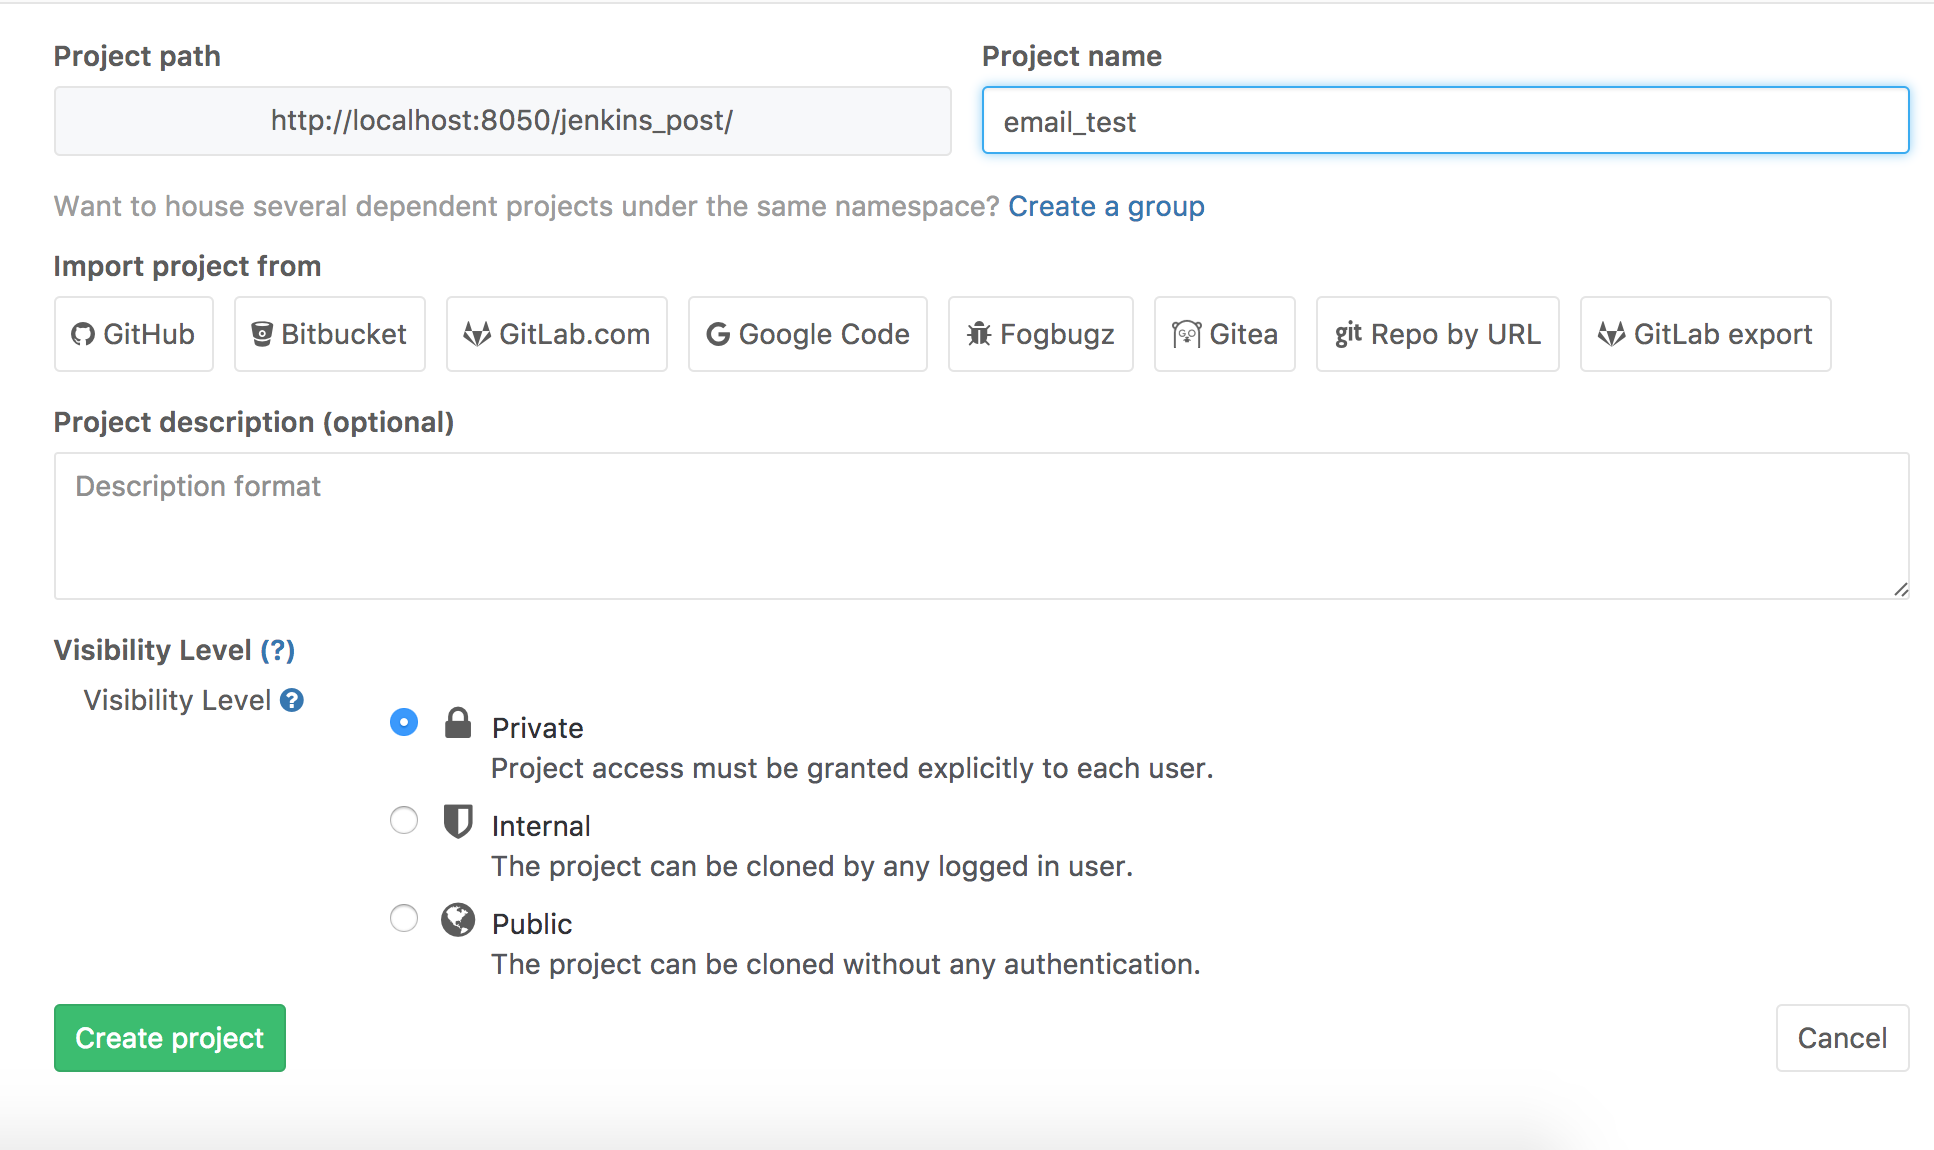 Project path
Project name
http://localhost:8050/jenkins_post/
email_test
Want to house several dependent projects under the same namespace? Create a group
Import project from
GitHub
Bitbucket
GitLab.com
Google Code
Fogbugz
Gitea
git Repo by URL
GitLab export
Project description (optional)
Description format
Visibility Level (?)
Visibility Level ?
Private
Project access must be granted explicitly to each user.
Internal
The project can be cloned by any logged in user.
Public
The project can be cloned without any authentication.
Create project
Cancel